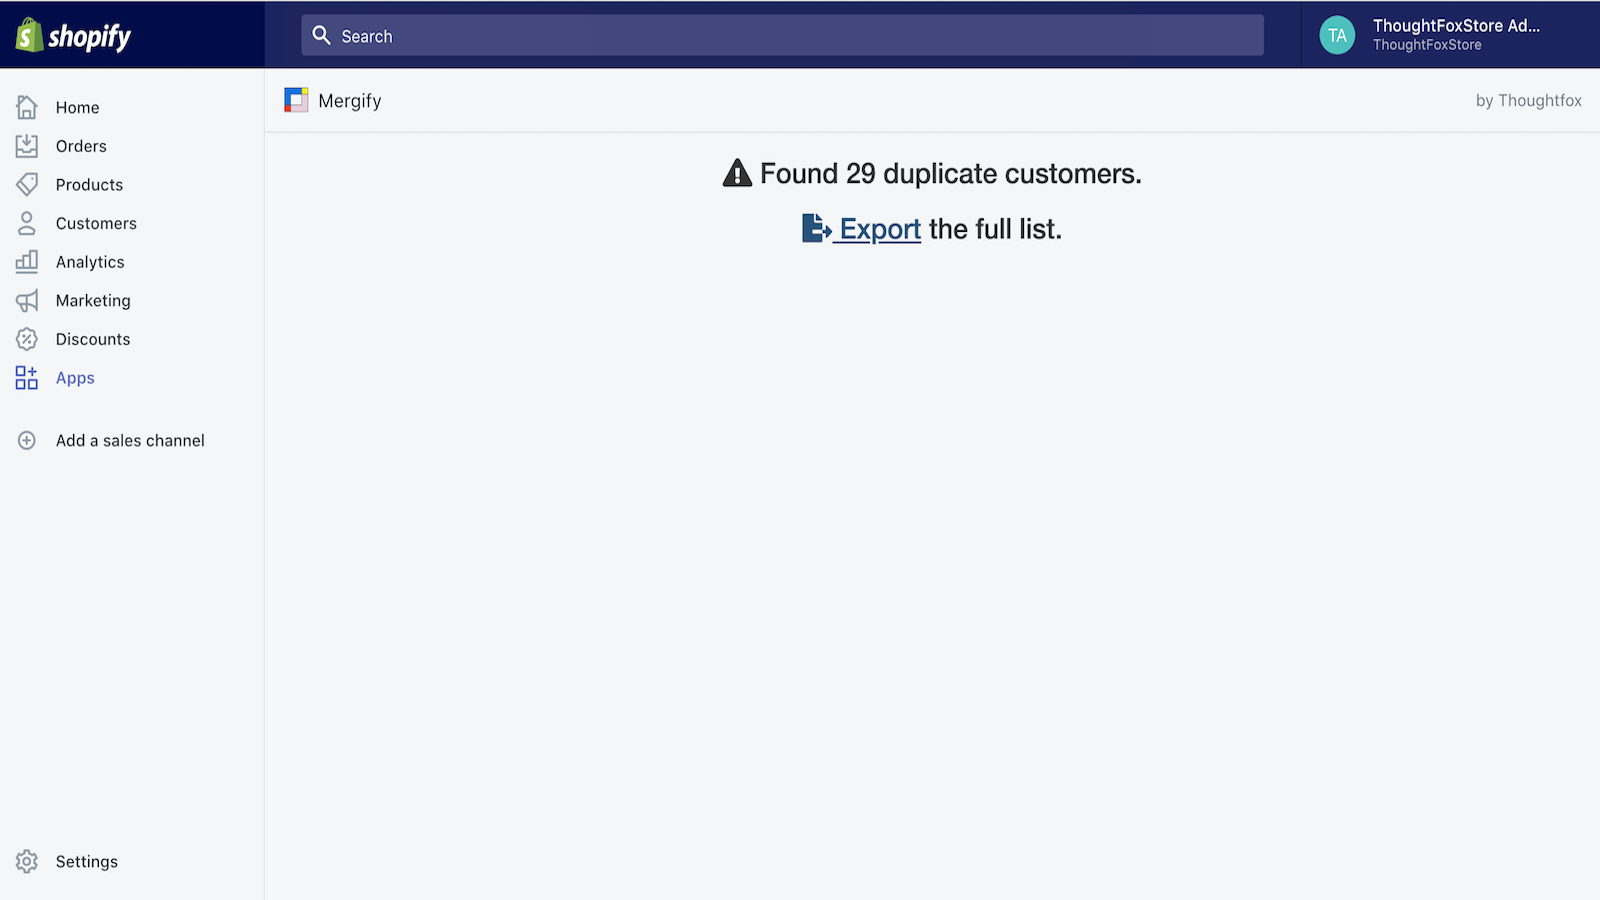 shopify
Search
TA
ThoughtFoxStore Ad...
ThoughtFoxStore
Home
Orders
Products
Customers
Analytics
Marketing
Discounts
Apps
Add a sales channel
Settings
Mergify
by Thoughtfox
Found 29 duplicate customers.
Export the full list.